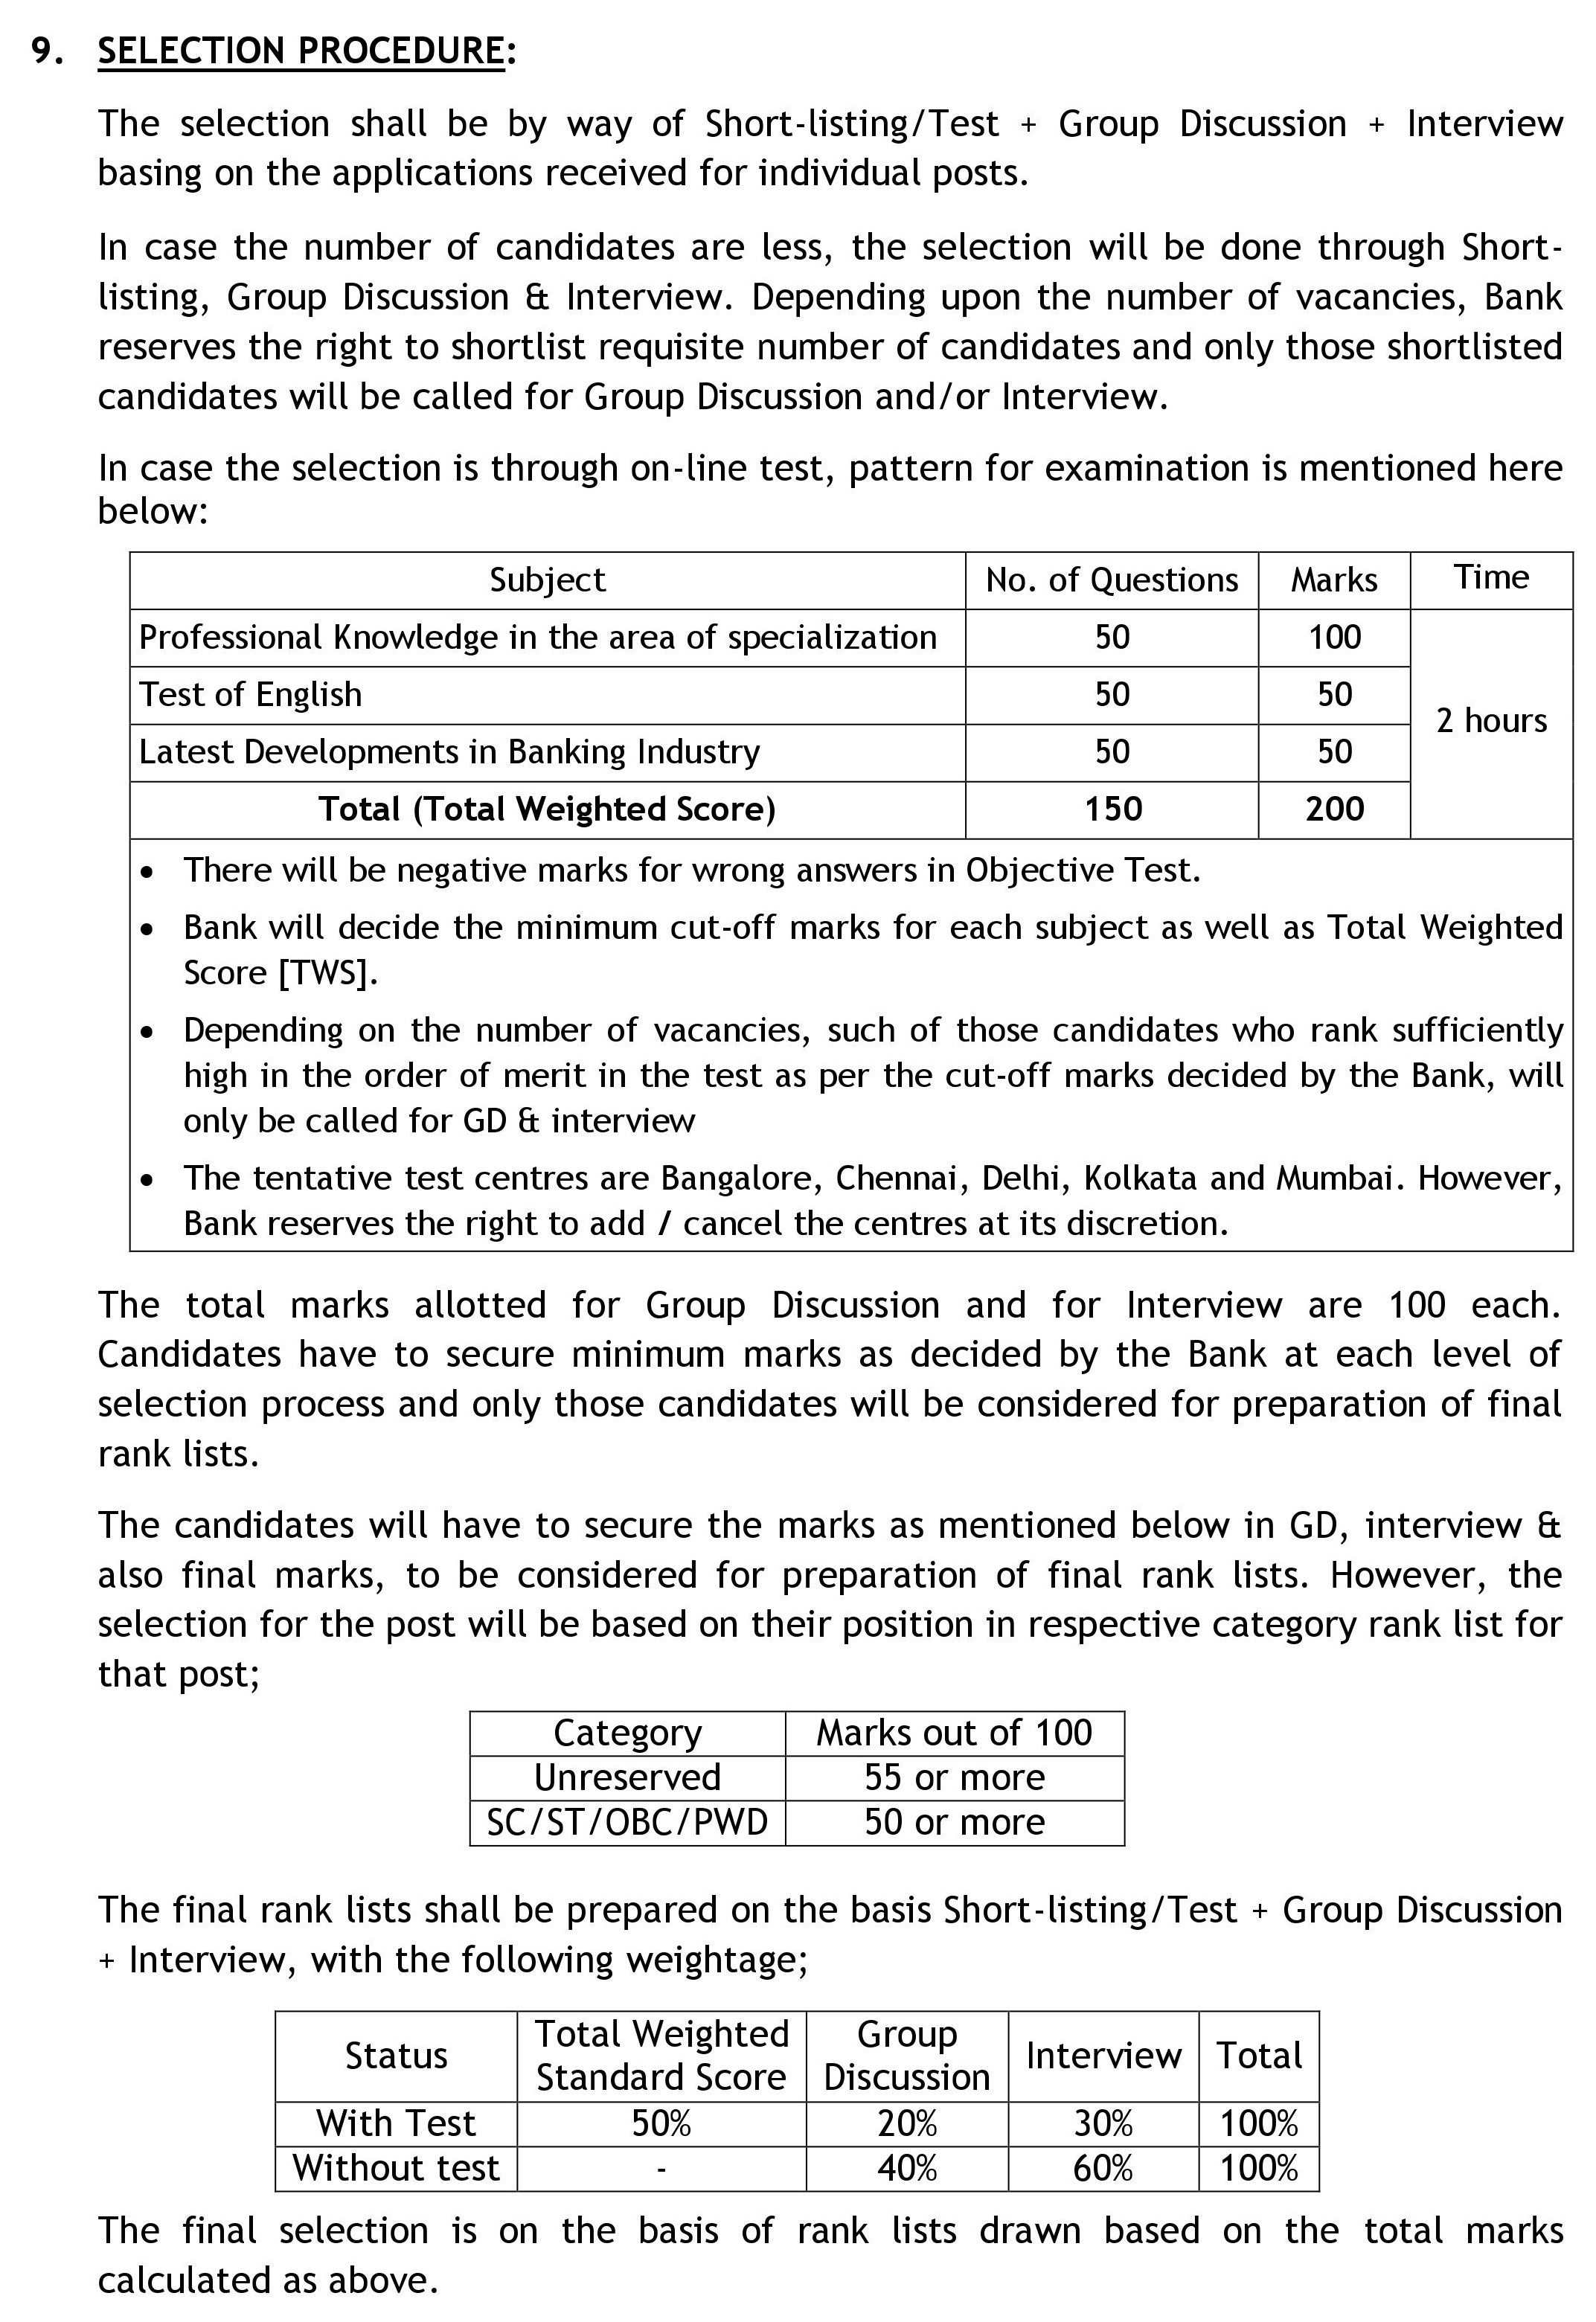 9. SELECTION PROCEDURE:
The selection shall be by way of Short-listing/Test + Group Discussion + Interview
basing on the applications received for individual posts.
In case the number of candidates are less, the selection will be done through Short-
listing, Group Discussion & Interview. Depending upon the number of vacancies, Bank
reserves the right to shortlist requisite number of candidates and only those shortlisted
candidates will be called for Group Discussion and/or Interview.
In case the selection is through on-line test, pattern for examination is mentioned here
below:
Subject No. of Questions Marks Time
Professional Knowledge in the area of specialization 50 100
Test of English 50 50
2 hours
Latest Developments in Banking Industry 50 50
Total (Total Weighted Score) 150 200
• There will be negative marks for wrong answers in Objective Test.
• Bank will decide the minimum cut-off marks for each subject as well as Total Weighted
Score [TWS].
• Depending on the number of vacancies, such of those candidates who rank sufficiently
high in the order of merit in the test as per the cut-off marks decided by the Bank, will
only be called for GD & interview
• The tentative test centres are Bangalore, Chennai, Delhi, Kolkata and Mumbai. However,
Bank reserves the right to add / cancel the centres at its discretion.
The total marks allotted for Group Discussion and for Interview are 100 each.
Candidates have to secure minimum marks as decided by the Bank at each level of
selection process and only those candidates will be considered for preparation of final
rank lists.
The candidates will have to secure the marks as mentioned below in GD, interview &
also final marks, to be considered for preparation of final rank lists. However, the
selection for the post will be based on their position in respective category rank list for
that post;
Category Marks out of 100
Unreserved 55 or more
SC/ST/OBC/PWD 50 or more
The final rank lists shall be prepared on the basis Short-listing/Test + Group Discussion
+ Interview, with the following weightage;
Status Total Weighted Standard Score Group Discussion Interview Total
With Test 50% 20% 30% 100%
Without test - 40% 60% 100%
The final selection is on the basis of rank lists drawn based on the total marks
calculated as above.